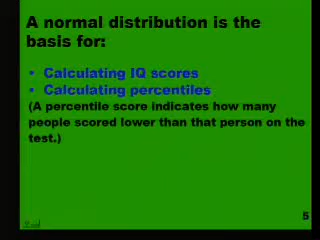 A normal distribution is the
basis for:
• Calculating IQ scores
• Calculating percentiles
(A percentile score indicates how many
people scored lower than that person on the
test.)
5